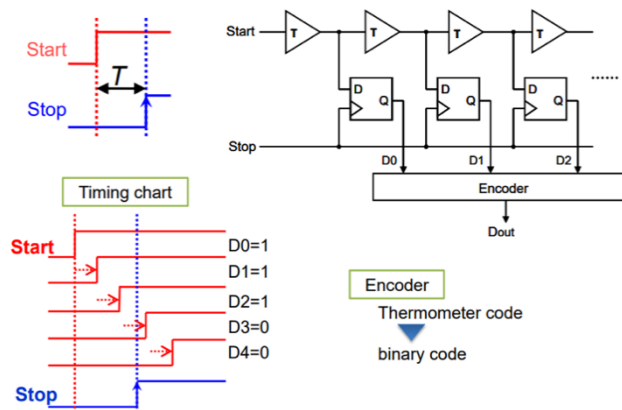 Start
T
Stop
Start
T
T
T
D
Q
D
Q
D
Q
......
Stop
D0
D1
D2
Encoder
Dout
Timing chart
Start
D0=1
D1=1
D2=1
D3=0
D4=0
Stop
Encoder
Thermometer code
binary code